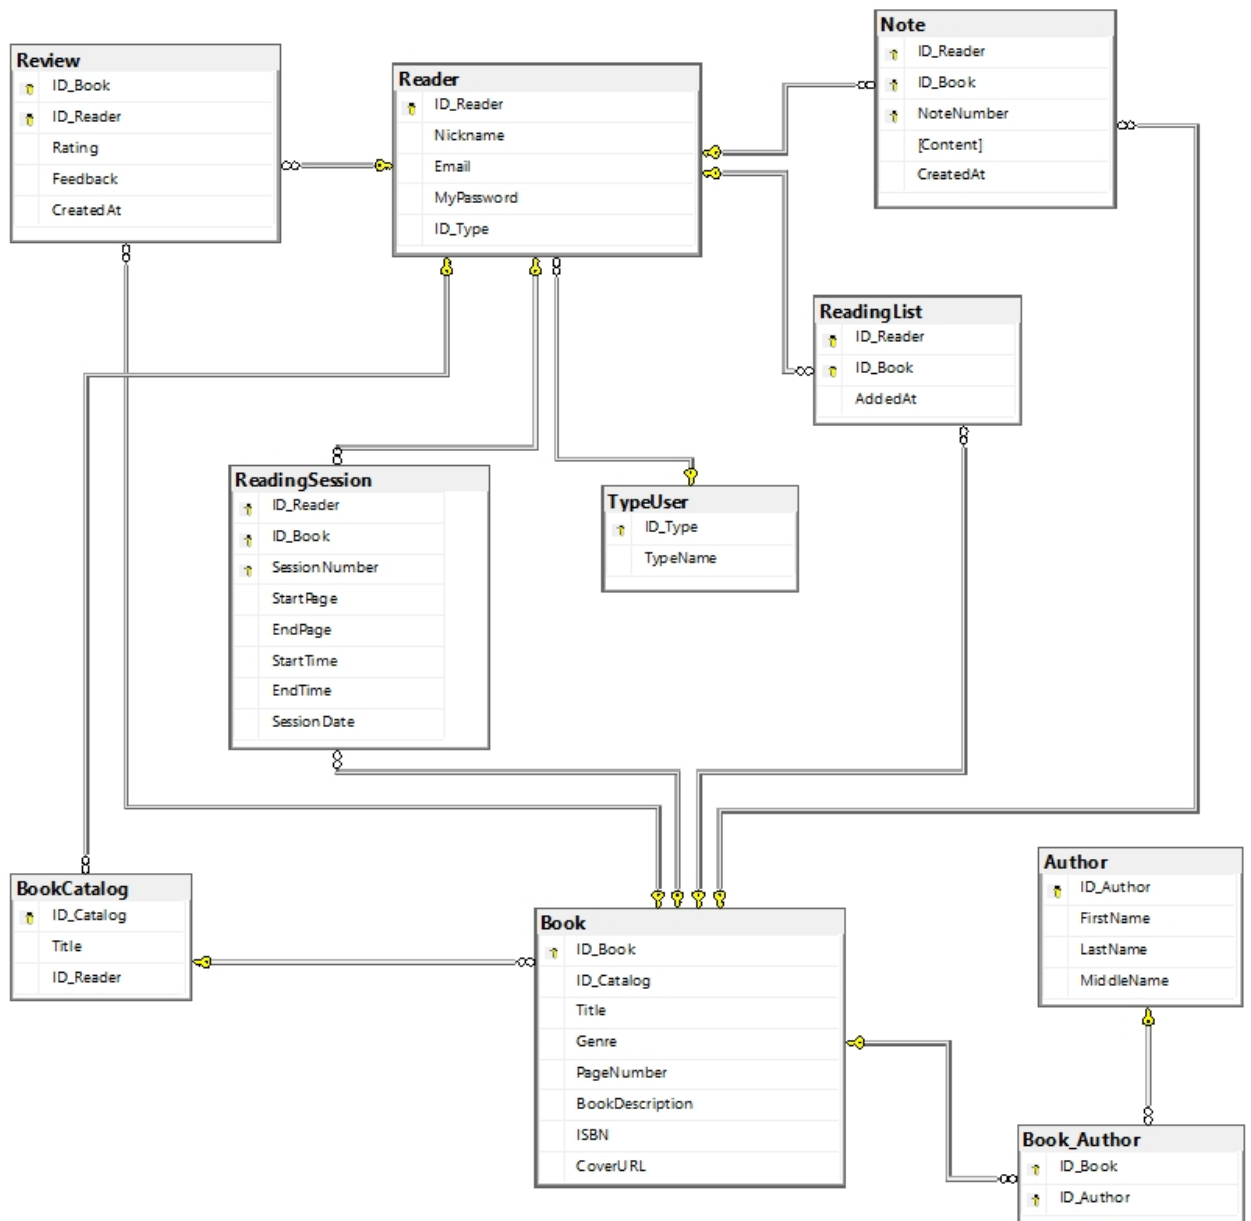 Note
ID_Reader
ID_Book
NoteNumber
[Content]
CreatedAt
Review
ID_Book
ID_Reader
Rating
Feedback
CreatedAt
Reader
ID_Reader
Nickname
Email
MyPassword
ID_Type
ReadingList
ID_Reader
ID_Book
AddedAt
ReadingSession
ID_Reader
ID_Book
SessionNumber
StartPage
EndPage
StartTime
EndTime
SessionDate
TypeUser
ID_Type
TypeName
BookCatalog
ID_Catalog
Title
ID_Reader
Book
ID_Book
ID_Catalog
Title
Genre
PageNumber
BookDescription
ISBN
CoverURL
Author
ID_Author
FirstName
LastName
MiddleName
Book_Author
ID_Book
ID_Author